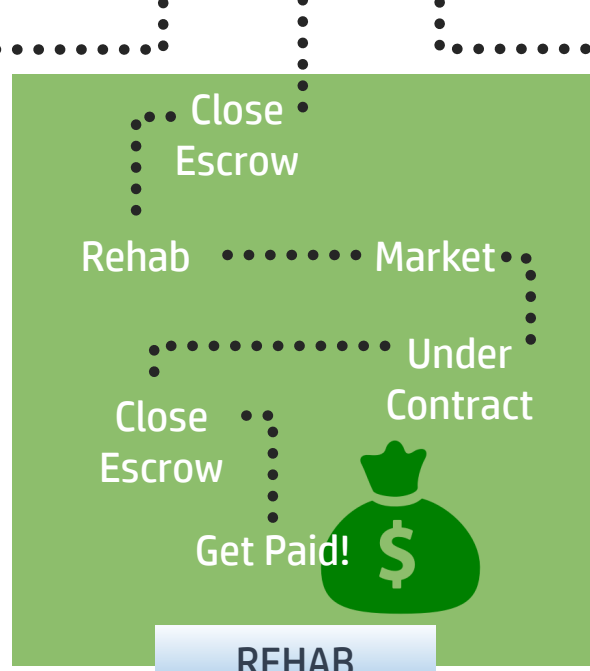 Close
Escrow
Rehab
Market
Under
Contract
Close
Escrow
Get Paid!
$
REHAB